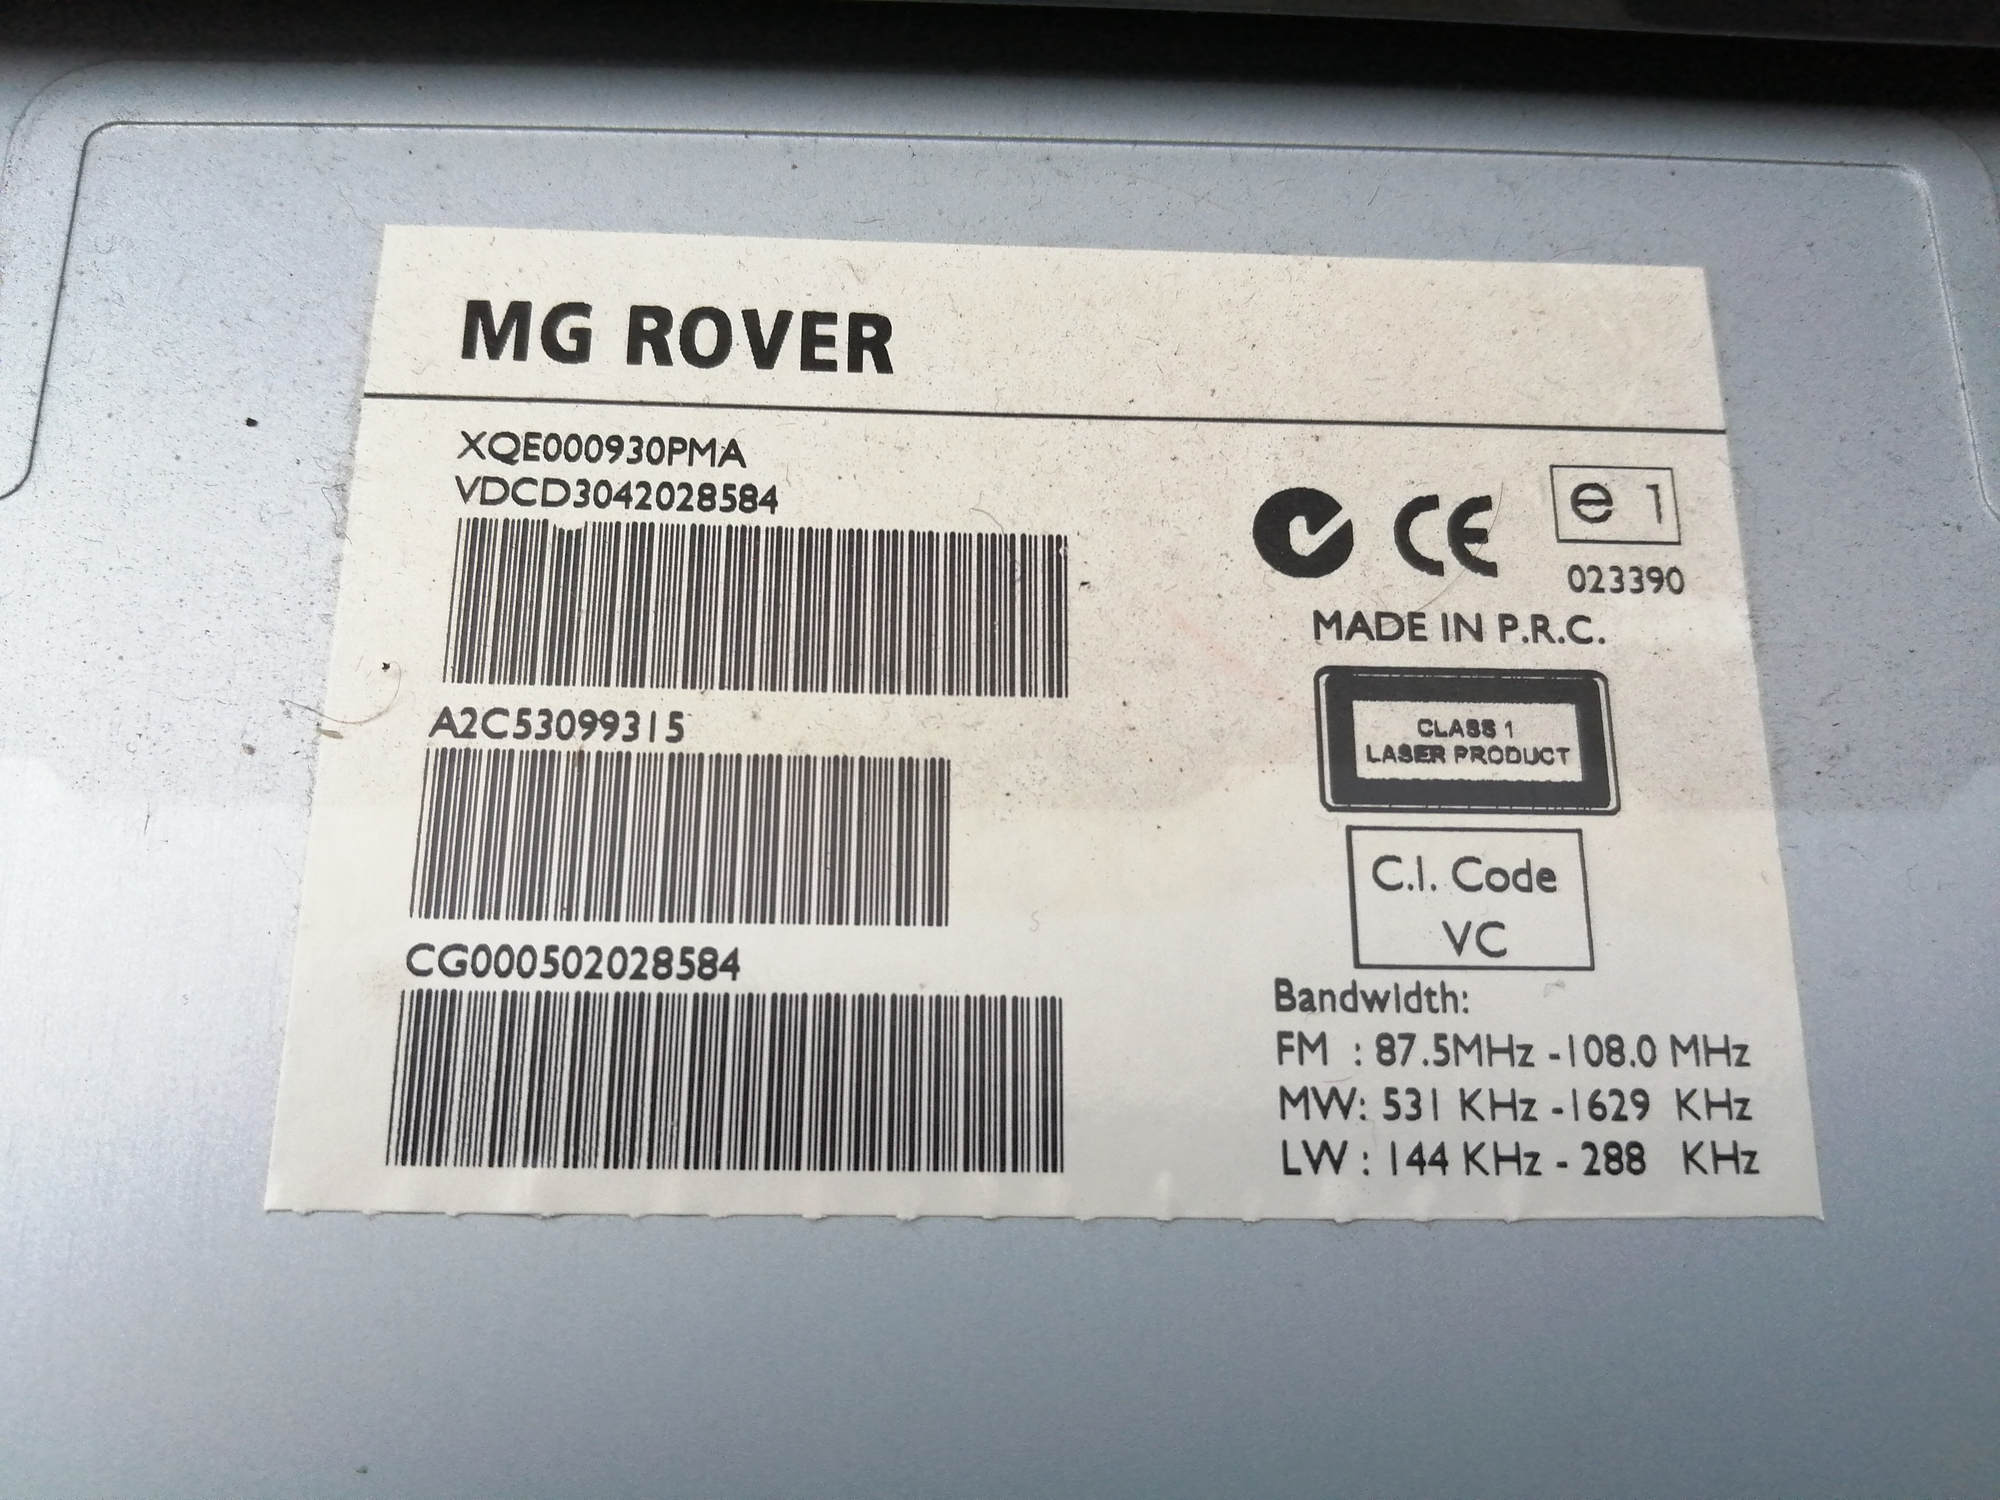 MG ROVER
XQE000930PMA
VDCD3042028584
A2C53099315
CG000502028584
CE
e 1
023390
MADE IN P.R.C.
CLASS 1
LASER PRODUCT
C.I. Code
VC
Bandwidth:
FM : 87.5MHz -108.0 MHz
MW: 531 KHz -1629 KHz
LW : 144 KHz - 288 KHz